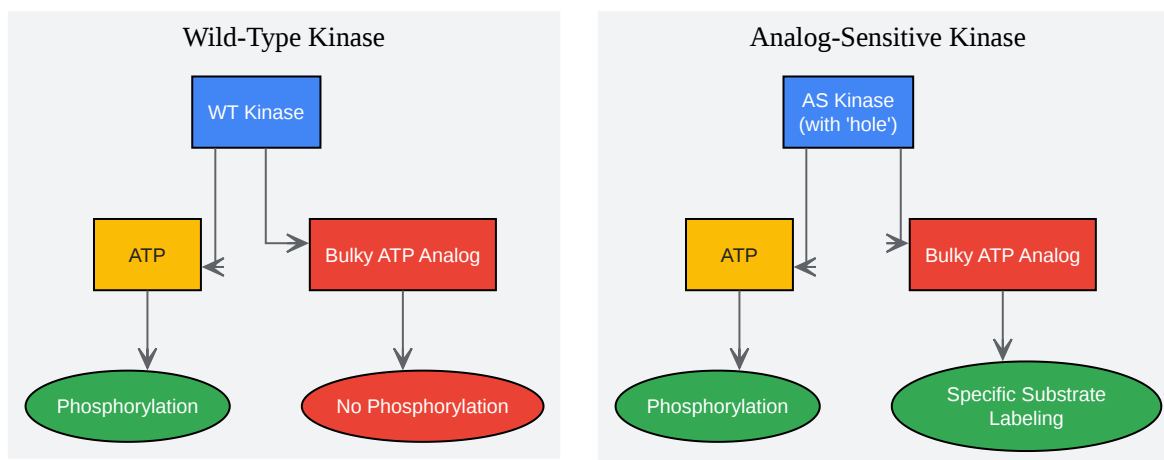 Wild-Type Kinase
WT Kinase
ATP
Bulky ATP Analog
Phosphorylation
No Phosphorylation
Analog-Sensitive Kinase
AS Kinase
(with 'hole')
ATP
Bulky ATP Analog
Phosphorylation
Specific Substrate
Labeling